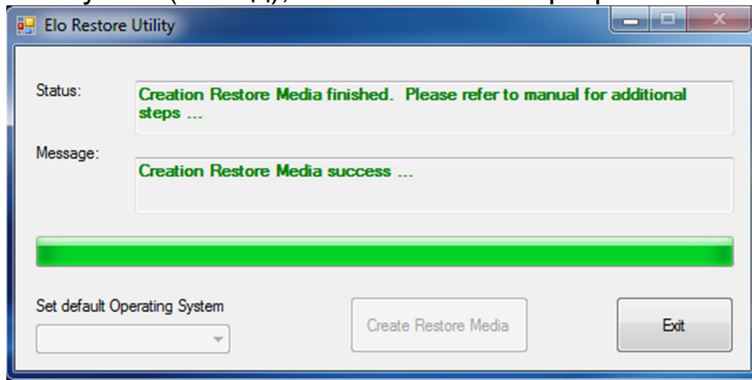 Elo Restore Utility
Status:
Creation Restore Media finished. Please refer to manual for additional
steps ...
Message:
Creation Restore Media success ...
Set default Operating System
Create Restore Media
Exit